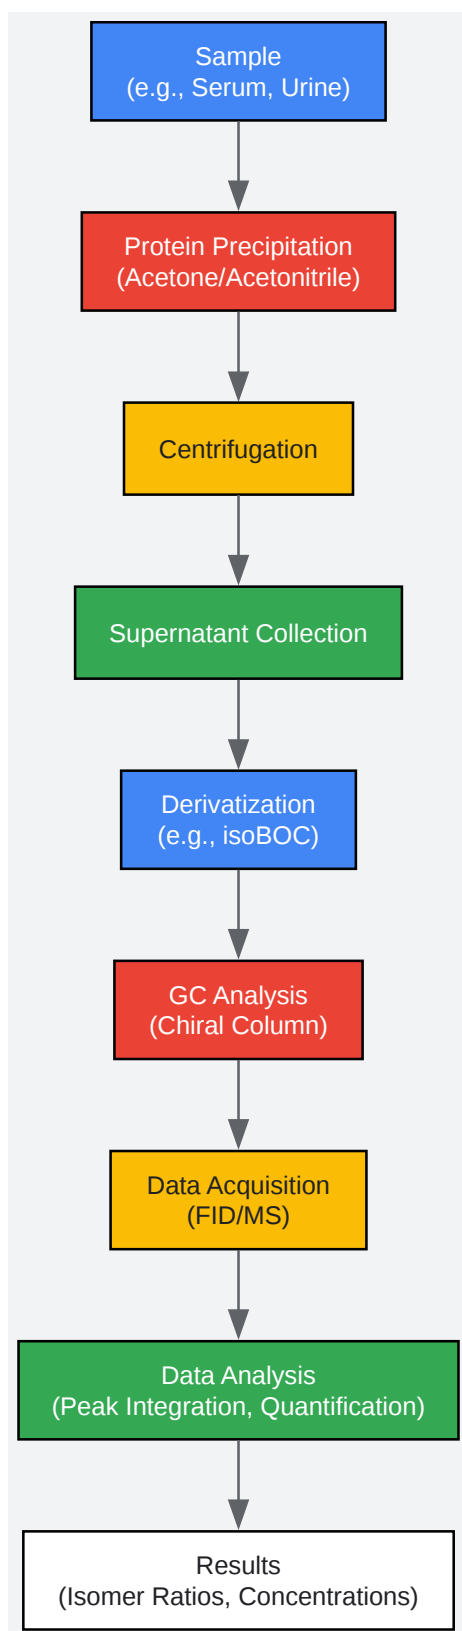 Sample
(e.g., Serum, Urine)
Protein Precipitation
(Acetone/Acetonitrile)
Centrifugation
Supernatant Collection
Derivatization
(e.g., isoBOC)
GC Analysis
(Chiral Column)
Data Acquisition
(FID/MS)
Data Analysis
(Peak Integration, Quantification)
Results
(Isomer Ratios, Concentrations)